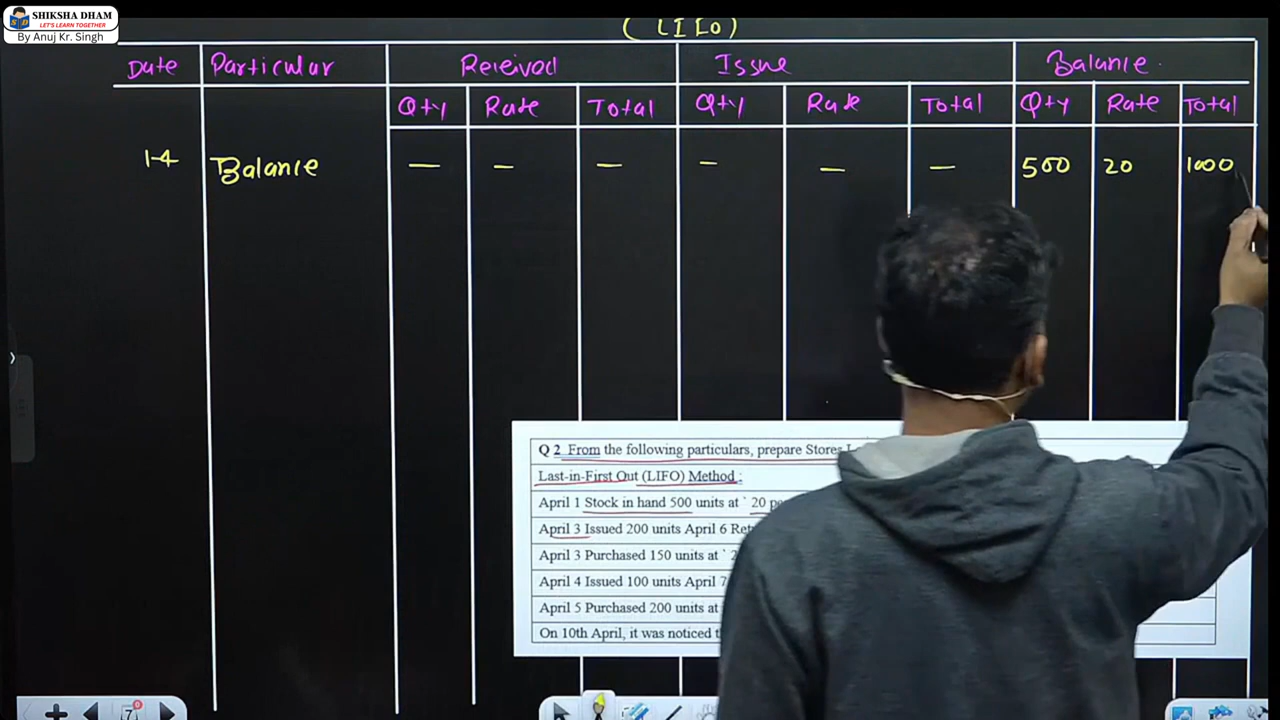 SHIKSHA DHAM
LET'S LEARN TOGETHER
By Anuj Kr. Singh
(LIFO)
Date Particular Received Issue Balance
Qty Rate Total Qty Rate Total Qty Rate Total
1-4 Balance — — — — — — 500 20 1000
Q 2 From the following particulars, prepare Stores
Last-in-First Out (LIFO) Method :
April 1 Stock in hand 500 units at ` 20
April 3 Issued 200 units April 6
April 3 Purchased 150 units at `
April 4 Issued 100 units April 7
April 5 Purchased 200 units at
On 10th April, it was noticed
7